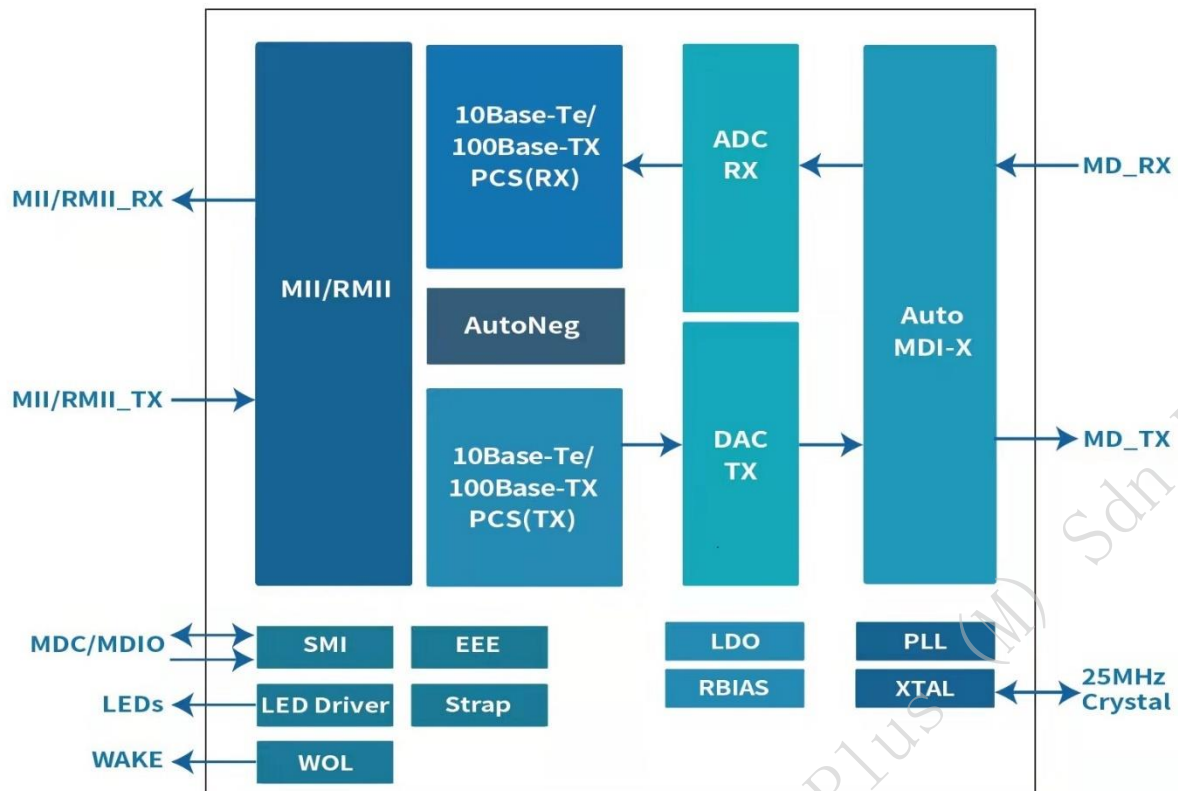 10Base-Te/
100Base-TX
PCS(RX)
ADC
RX
MD_RX
MII/RMII_RX
MII/RMII
AutoNeg
Auto
MDI-X
MII/RMII_TX
10Base-Te/
100Base-TX
PCS(TX)
DAC
TX
MD_TX
MDC/MDIO
SMI
EEE
LDO
PLL
LEDs
LED Driver
Strap
RBIAS
XTAL
25MHz
Crystal
WAKE
WOL
Plus (M) Sdn